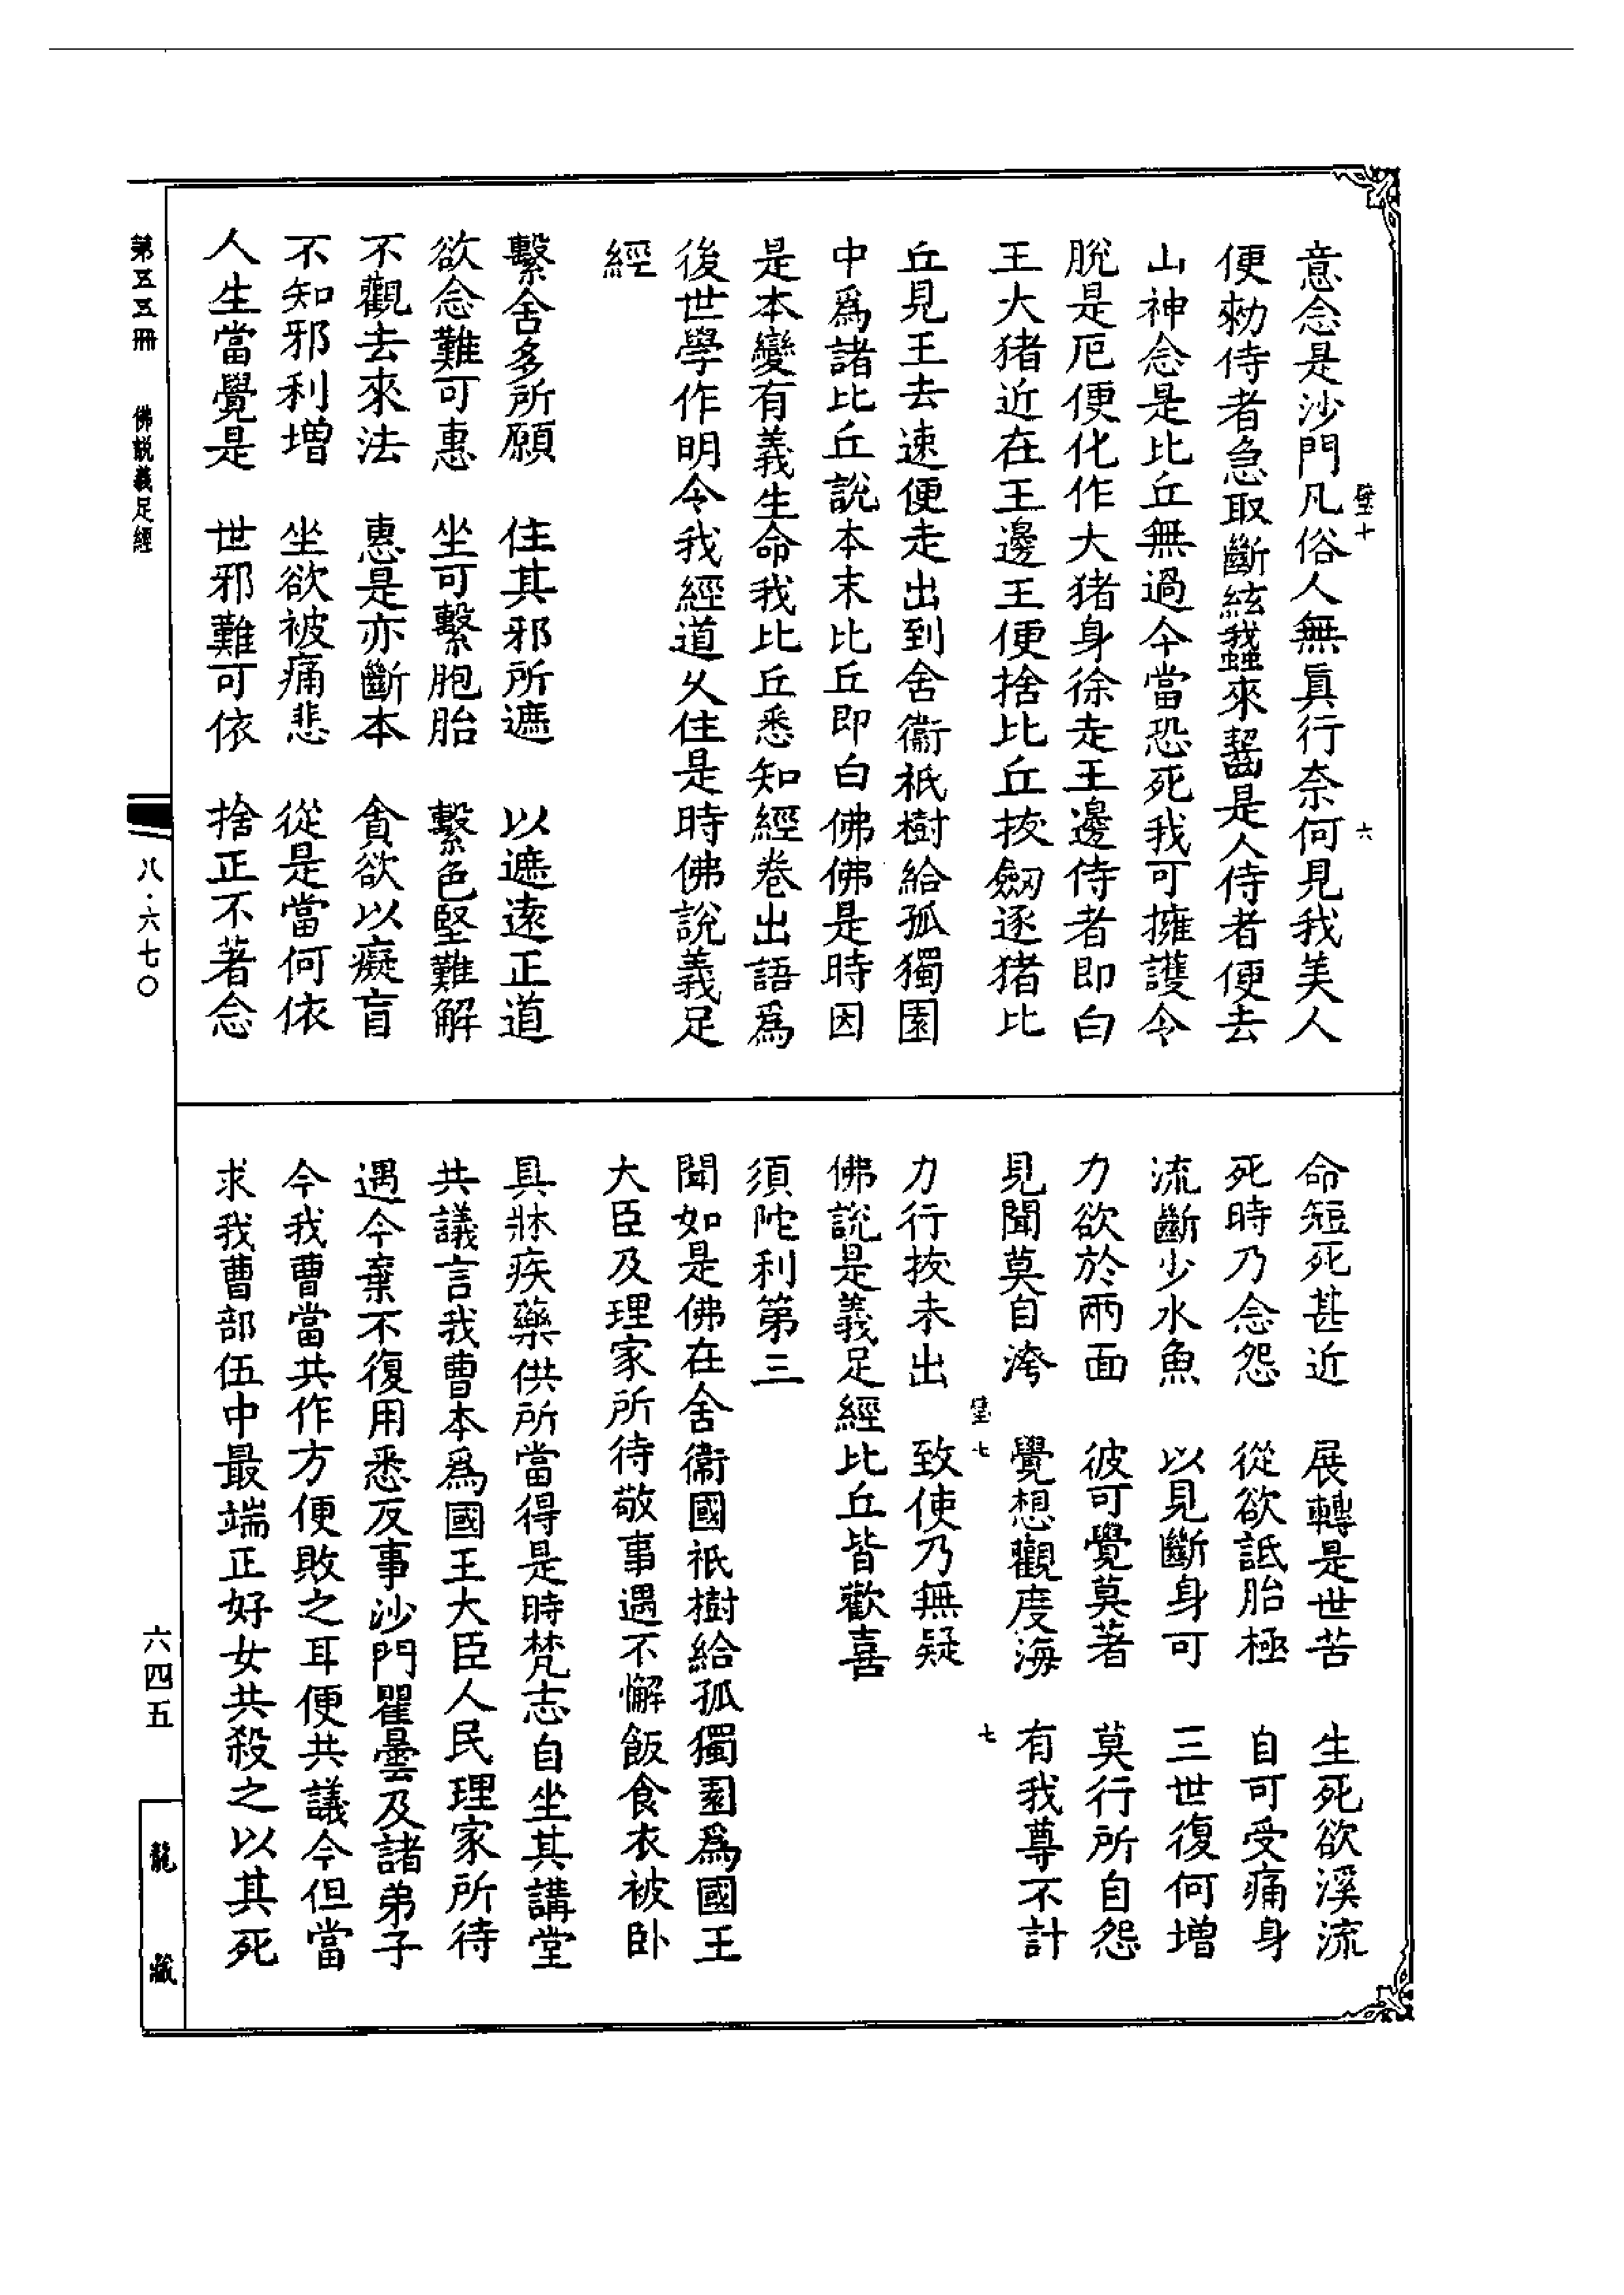 意念是沙門凡俗人無眞行奈何見我美人
便勑侍者急取斷絃蠚來齧是人侍者便去
山神念是比丘無過今當恐死我可擁護令
脫是厄便化作大猪身徐走王邊侍者即白
王大猪近在王邊王便捨比丘拔劒逐猪比
丘見王去速便走出到舍衞祇樹給孤獨園
中爲諸比丘說本末比丘即白佛佛是時因
是本變有義生命我比丘悉知經卷出語爲
後世學作明令我經道久住是時佛說義足
經
繫舍多所願　住其邪所遮　以遮遠正道
欲念難可惠　坐可繫胞胎　繫色堅難解
不觀去來法　惠是亦斷本　貪欲以癡盲
不知邪利增　坐欲被痛悲　從是當何依
人生當覺是　世邪難可依　捨正不著念
命短死甚近　展轉是世苦　生死欲溪流
死時乃念怨　從欲詆胎極　自可受痛身
流斷少水魚　以見斷身可　三世復何增
力欲於兩面　彼可覺莫著　莫行所自怨
見聞莫自洿　覺想觀度海　有我尊不計
力行拔未出　致使乃無疑
佛說是義足經比丘皆歡喜
須陀利第三
聞如是佛在舍衞國祇樹給孤獨園爲國王
大臣及理家所待敬事遇不懈飯食衣被卧
具牀疾藥供所當得是時梵志自坐其講堂
共議言我曹本爲國王大臣人民理家所待
遇今棄不復用悉反事沙門瞿曇及諸弟子
今我曹當共作方便敗之耳便共議今但當
求我曹部伍中最端正好女共殺之以其死
第五五冊　佛説義足經
八·六七〇
六四五
龍藏
十
六
七
七